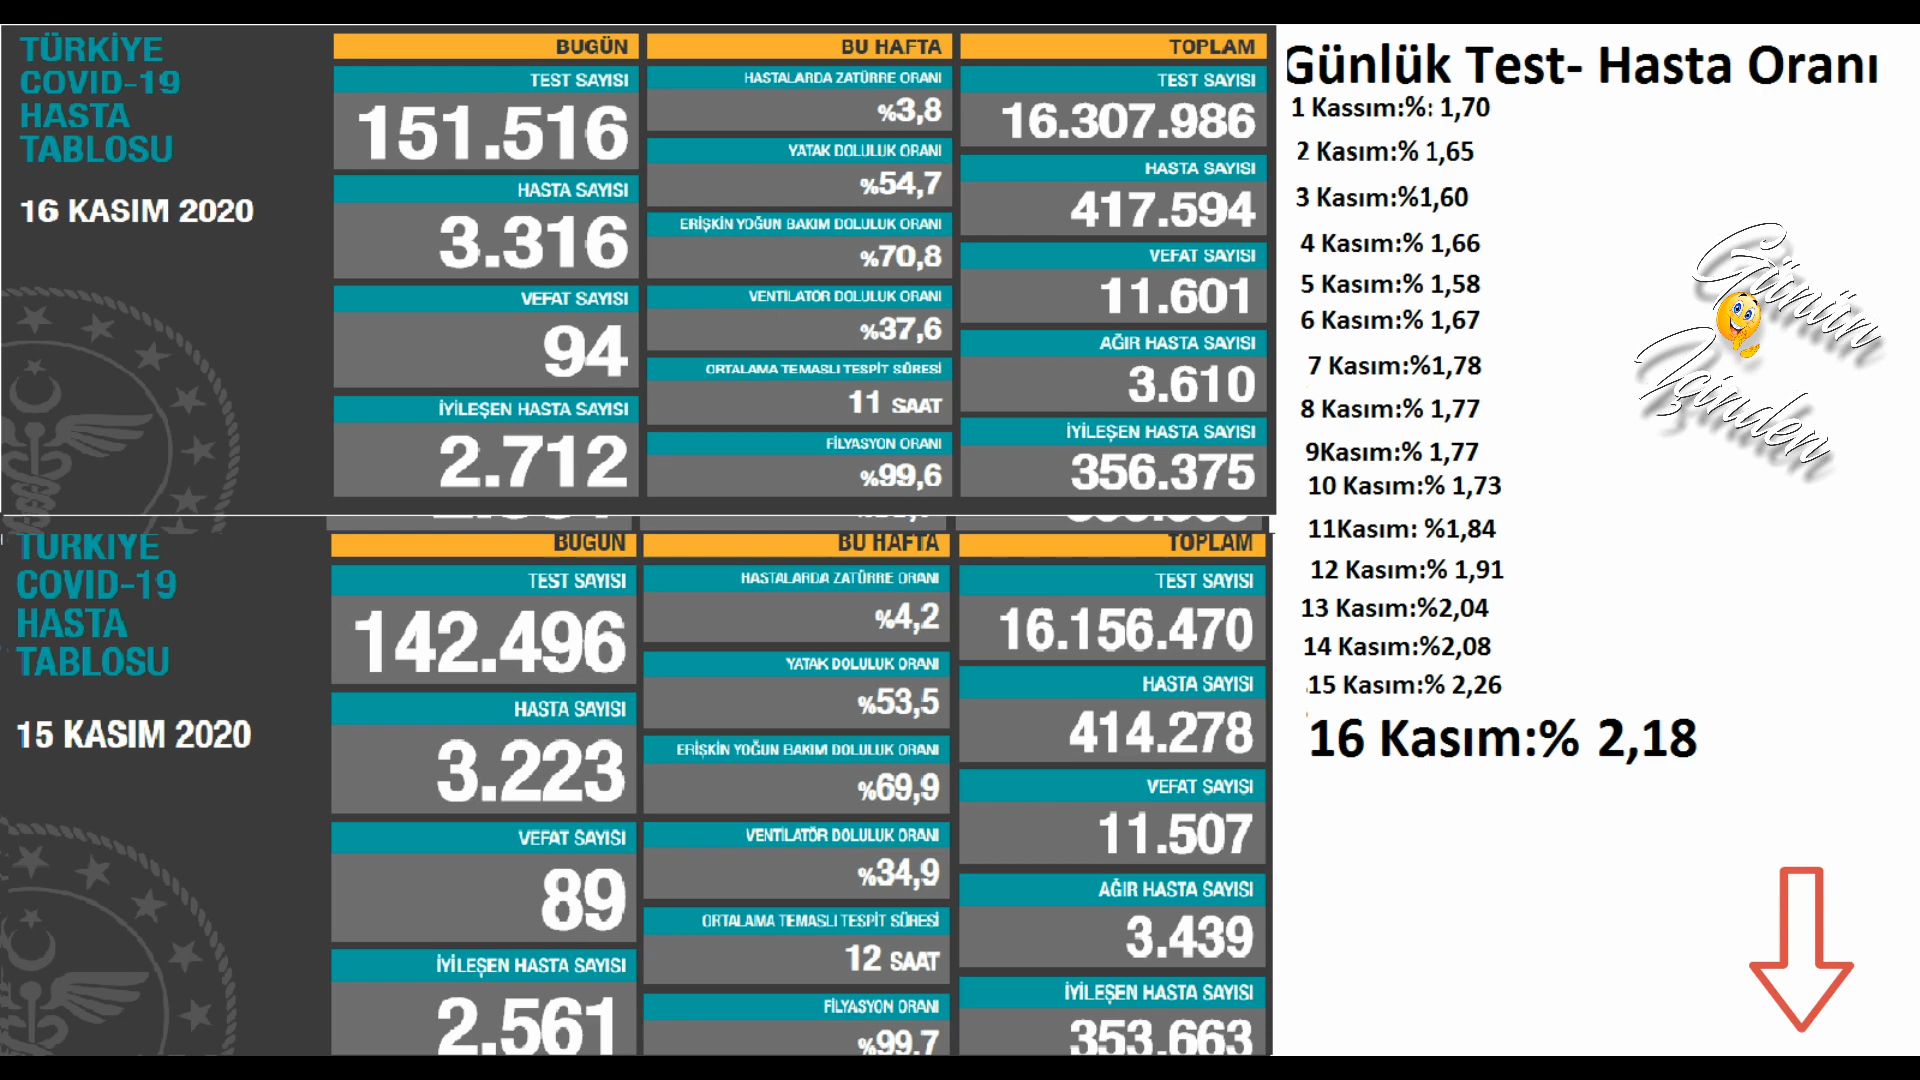 TÜRKİYE
COVID-19
HASTA
TABLOSU
16 KASIM 2020
BUGÜN
TEST SAYISI
151.516
HASTA SAYISI
3.316
VEFAT SAYISI
94
İYİLEŞEN HASTA SAYISI
2.712
BU HAFTA
HASTALARDA ZATÜRRE ORANI
%3,8
YATAK DOLULUK ORANI
%54,7
ERİŞKİN YOĞUN BAKIM DOLULUK ORANI
%70,8
VENTİLATÖR DOLULUK ORANI
%37,6
ORTALAMA TEMASLI TESPİT SÜRESİ
11 SAAT
FİLYASYON ORANI
%99,6
TOPLAM
TEST SAYISI
16.307.986
HASTA SAYISI
417.594
VEFAT SAYISI
11.601
AĞIR HASTA SAYISI
3.610
İYİLEŞEN HASTA SAYISI
356.375
TÜRKİYE
COVID-19
HASTA
TABLOSU
15 KASIM 2020
BUGÜN
TEST SAYISI
142.496
HASTA SAYISI
3.223
VEFAT SAYISI
89
İYİLEŞEN HASTA SAYISI
2.561
BU HAFTA
HASTALARDA ZATÜRRE ORANI
%4,2
YATAK DOLULUK ORANI
%53,5
ERİŞKİN YOĞUN BAKIM DOLULUK ORANI
%69,9
VENTİLATÖR DOLULUK ORANI
%34,9
ORTALAMA TEMASLI TESPİT SÜRESİ
12 SAAT
FİLYASYON ORANI
%99,7
TOPLAM
TEST SAYISI
16.156.470
HASTA SAYISI
414.278
VEFAT SAYISI
11.507
AĞIR HASTA SAYISI
3.439
İYİLEŞEN HASTA SAYISI
353.663
Günlük Test- Hasta Oranı
1 Kassım:%: 1,70
2 Kasım:% 1,65
3 Kasım:%1,60
4 Kasım:% 1,66
5 Kasım:% 1,58
6 Kasım:% 1,67
7 Kasım:%1,78
8 Kasım:% 1,77
9Kasım:% 1,77
10 Kasım:% 1,73
11Kasım: %1,84
12 Kasım:% 1,91
13 Kasım:%2,04
14 Kasım:%2,08
15 Kasım:% 2,26
16 Kasım:% 2,18
Günün
İçinden